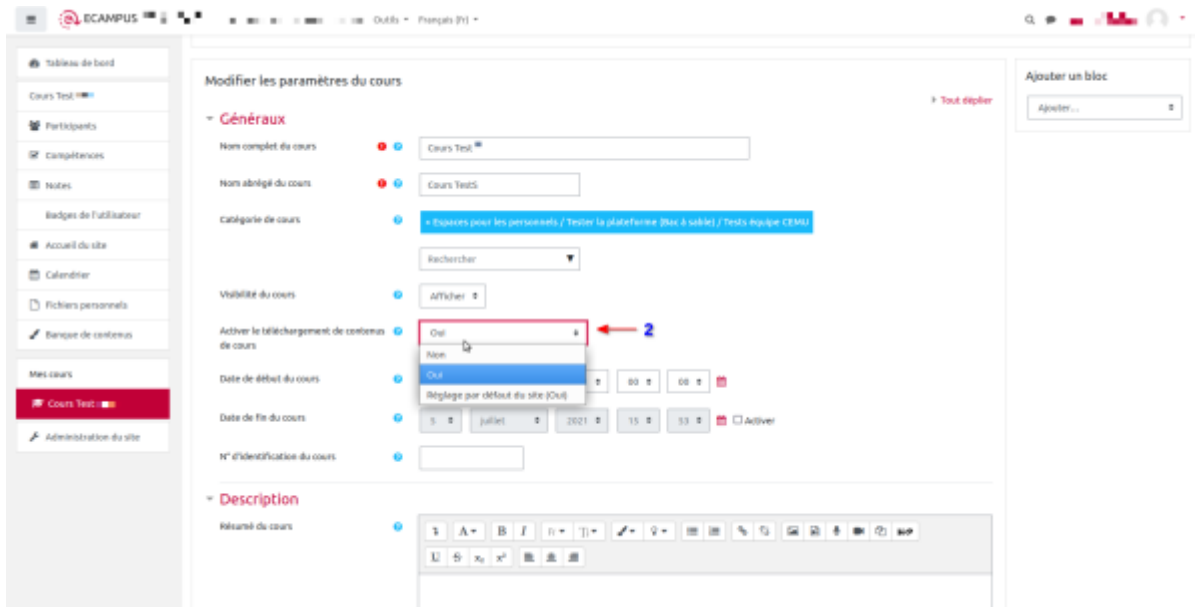 ECAMPUS
Outils
Français (fr)
Tableau de bord
Cours Test
Participants
Compétences
Notes
Badges de l'utilisateur
Accueil du site
Calendrier
Fichiers personnels
Banque de contenus
Mes cours
Cours Test
Administration du site
Modifier les paramètres du cours
Tout déplier
Généraux
Nom complet du cours
Cours Test
Nom abrégé du cours
Cours TestS
Catégorie de cours
× Espaces pour les personnels / Tester la plateforme (Bac à sable) / Tests équipe CEMU
Rechercher
Visibilité du cours
Afficher
Activer le téléchargement de contenus
de cours
Oui
2
Non
Oui
Réglage par défaut du site (Oui)
Date de début du cours
00 00
Date de fin du cours
5 juillet 2021 15 53 Activer
N° d'identification du cours
Description
Résumé du cours
Ajouter un bloc
Ajouter...